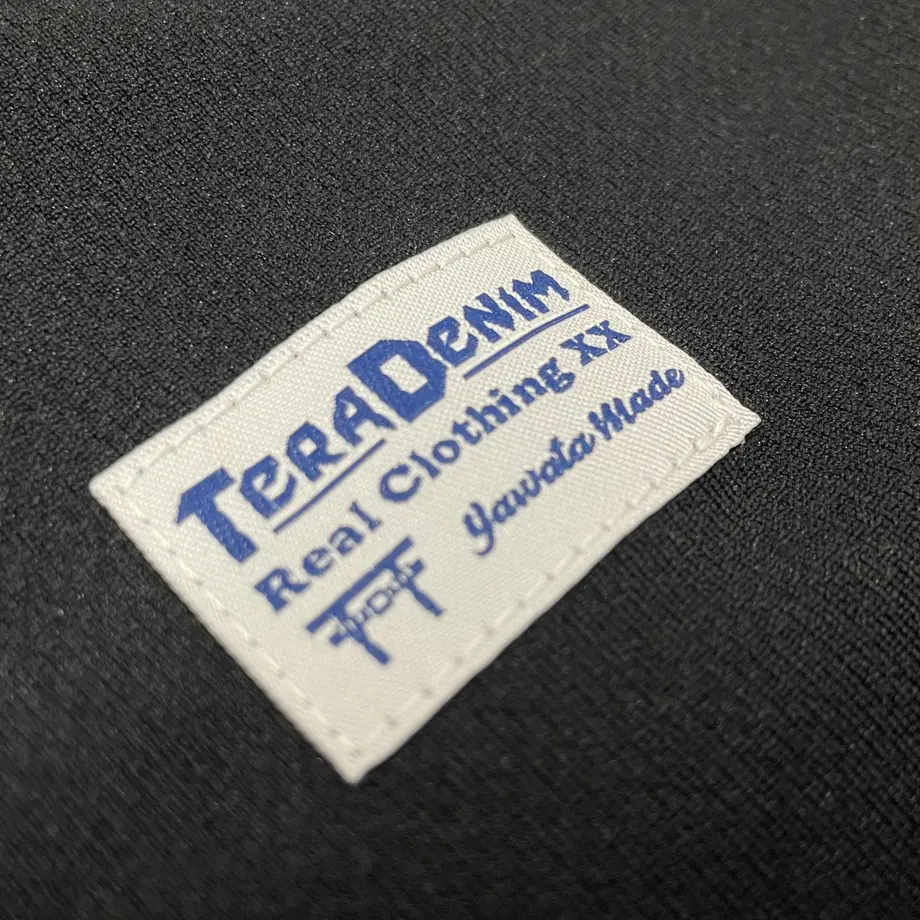 TERADENIM
Real Clothing XX
Yawata Made